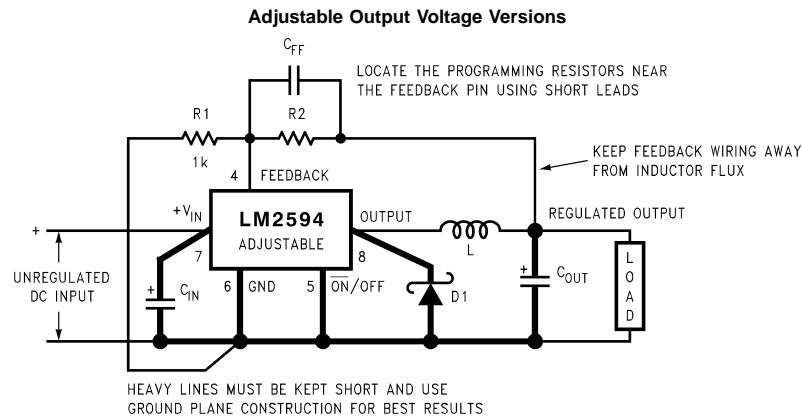 Adjustable Output Voltage Versions
CFF
LOCATE THE PROGRAMMING RESISTORS NEAR
THE FEEDBACK PIN USING SHORT LEADS
R1
R2
1k
KEEP FEEDBACK WIRING AWAY
FROM INDUCTOR FLUX
4 FEEDBACK
+VIN
LM2594
ADJUSTABLE
OUTPUT
REGULATED OUTPUT
+
7
8
L
UNREGULATED
DC INPUT
+
CIN
6 GND
5 O̅N̅/OFF
D1
+
COUT
LOAD
HEAVY LINES MUST BE KEPT SHORT AND USE
GROUND PLANE CONSTRUCTION FOR BEST RESULTS